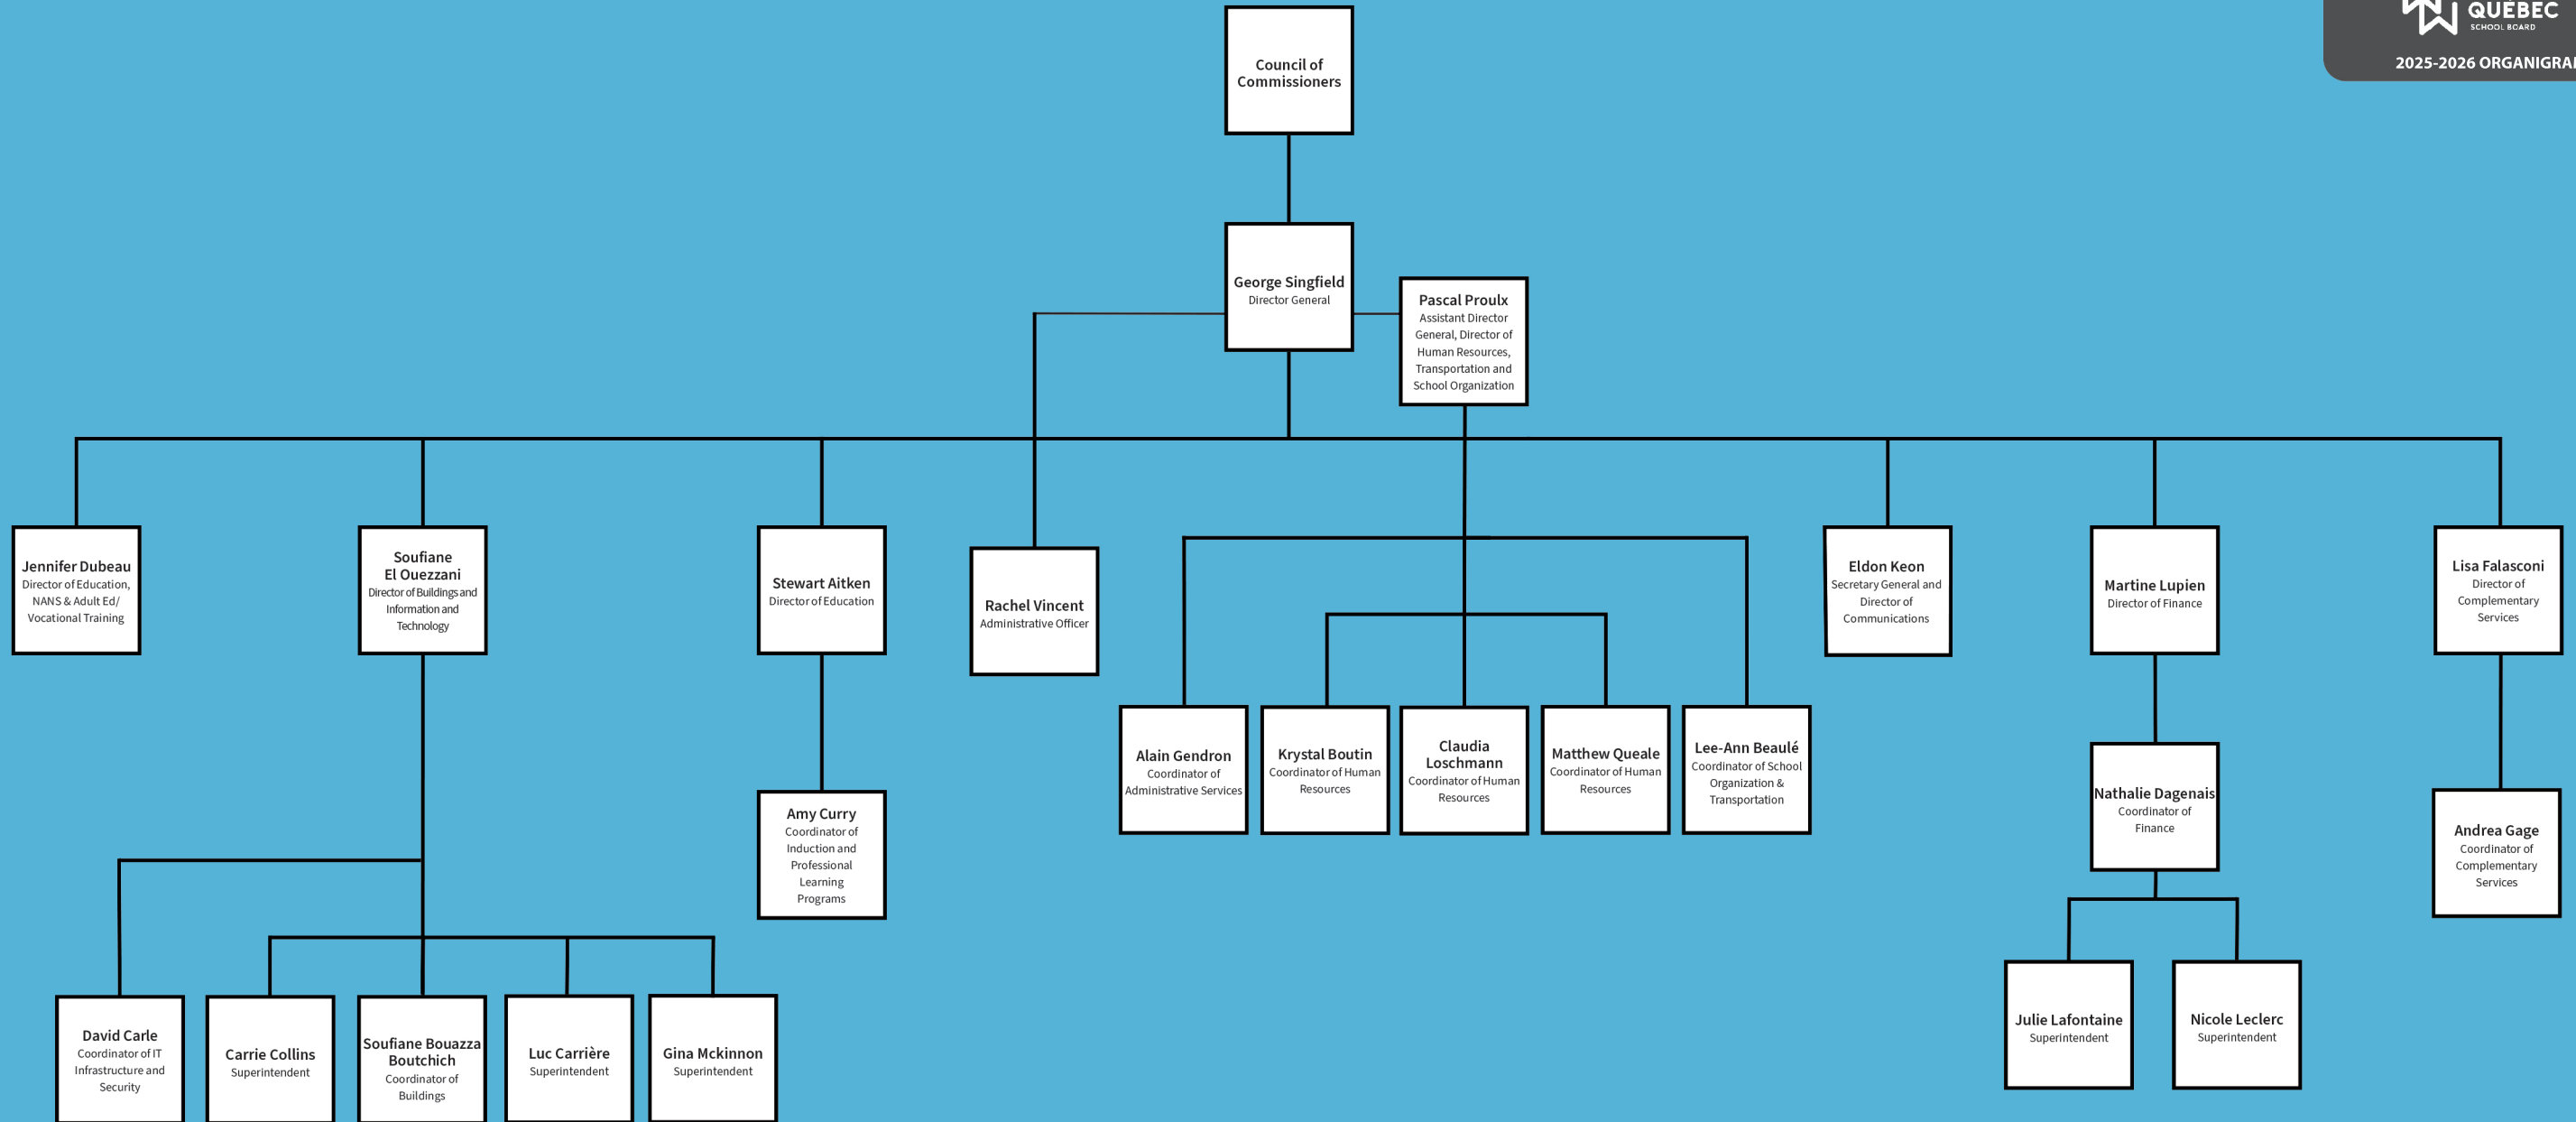 QUÉBEC
SCHOOL BOARD
2025-2026
Council of
Commissioners
George Singfield
Director General
Pascal Proulx
Assistant Director
General, Director of
Human Resources,
Transportation and
School Organization
Jennifer Dubeau
Director of Education,
NANS & Adult Ed/
Vocational Training
Soufiane
El Ouezzani
Director of Buildings and
Information and
Technology
Stewart Aitken
Director of Education
Rachel Vincent
Administrative Officer
Eldon Keon
Secretary General and
Director of
Communications
Martine Lupien
Director of Finance
Lisa Falasconi
Director of
Complementary
Services
Alain Gendron
Coordinator of
Administrative Services
Krystal Boutin
Coordinator of Human
Resources
Claudia
Loschmann
Coordinator of Human
Resources
Matthew Queale
Coordinator of Human
Resources
Lee-Ann Beaulé
Coordinator of School
Organization &
Transportation
Nathalie Dagenais
Coordinator of
Finance
Amy Curry
Coordinator of
Induction and
Professional
Learning
Programs
Andrea Gage
Coordinator of
Complementary
Services
David Carle
Coordinator of IT
Infrastructure and
Security
Carrie Collins
Superintendent
Soufiane Bouazza
Boutchich
Coordinator of
Buildings
Luc Carrière
Superintendent
Gina Mckinnon
Superintendent
Julie Lafontaine
Superintendent
Nicole Leclerc
Superintendent